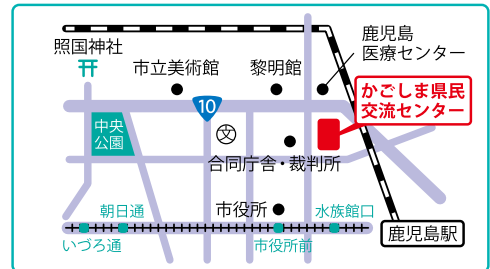 照国神社
鹿児島
医療センター
市立美術館
黎明館
かごしま県民
交流センター
10
中央
公園
文
合同庁舎・裁判所
朝日通
市役所
水族館口
いづろ通
市役所前
鹿児島駅